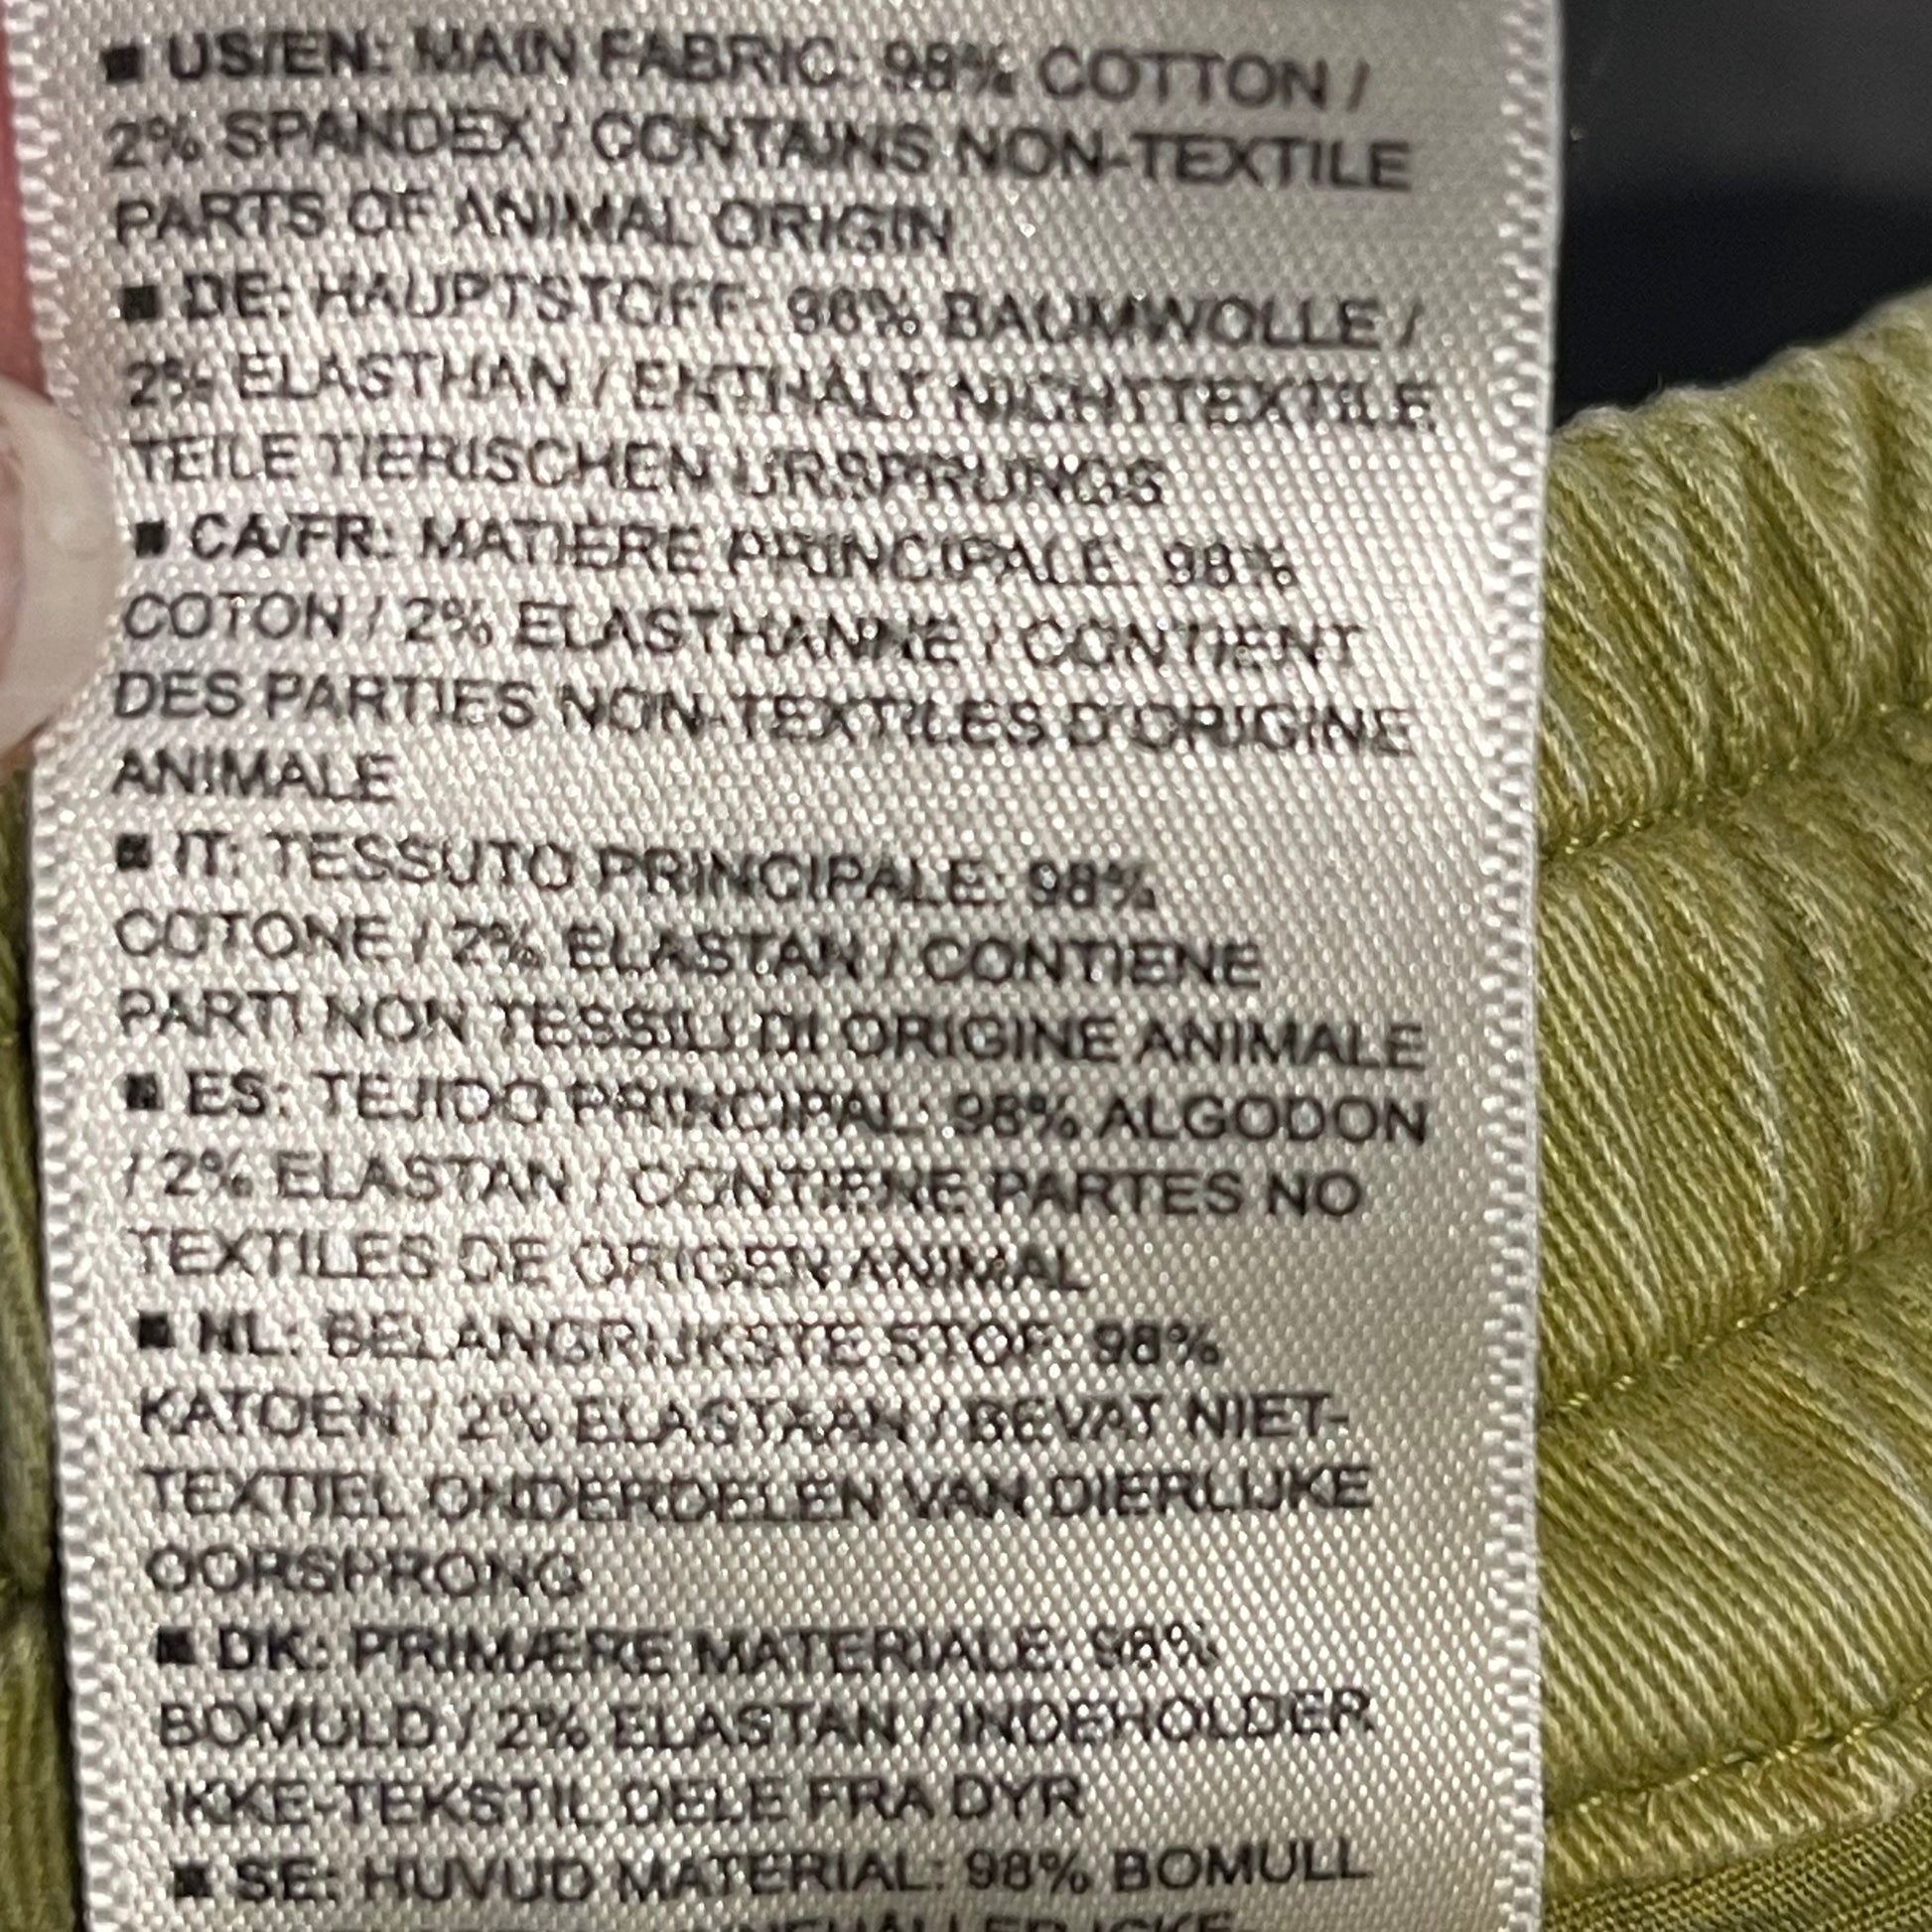 ■ US/EN: MAIN FABRIC: 98% COTTON /
2% SPANDEX / CONTAINS NON-TEXTILE
PARTS OF ANIMAL ORIGIN
■ DE: HAUPTSTOFF: 98% BAUMWOLLE /
2% ELASTHAN / ENTHÄLT NICHTTEXTILE
TEILE TIERISCHEN URSPRUNGS
■ CA/FR: MATIÈRE PRINCIPALE: 98%
COTON / 2% ELASTHANNE / CONTIENT
DES PARTIES NON-TEXTILES D'ORIGINE
ANIMALE
■ IT: TESSUTO PRINCIPALE: 98%
COTONE / 2% ELASTAN / CONTIENE
PARTI NON TESSILI DI ORIGINE ANIMALE
■ ES: TEJIDO PRINCIPAL: 98% ALGODON
/ 2% ELASTAN / CONTIENE PARTES NO
TEXTILES DE ORIGEN ANIMAL
■ NL: BELANGRIJKSTE STOF: 98%
KATOEN / 2% ELASTAAN / BEVAT NIET-
TEXTIEL ONDERDELEN VAN DIERLIJKE
OORSPRONG
■ DK: PRIMÆRE MATERIALE: 98%
BOMULD / 2% ELASTAN / INDEHOLDER
IKKE-TEKSTIL DELE FRA DYR
■ SE: HUVUD MATERIAL: 98% BOMULL